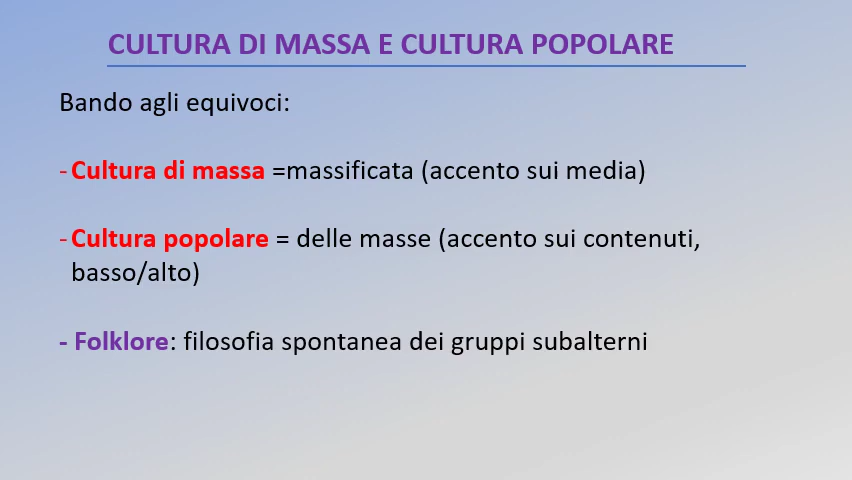 CULTURA DI MASSA E CULTURA POPOLARE
Bando agli equivoci:
-Cultura di massa =massificata (accento sui media)
-Cultura popolare = delle masse (accento sui contenuti,
basso/alto)
- Folklore: filosofia spontanea dei gruppi subalterni